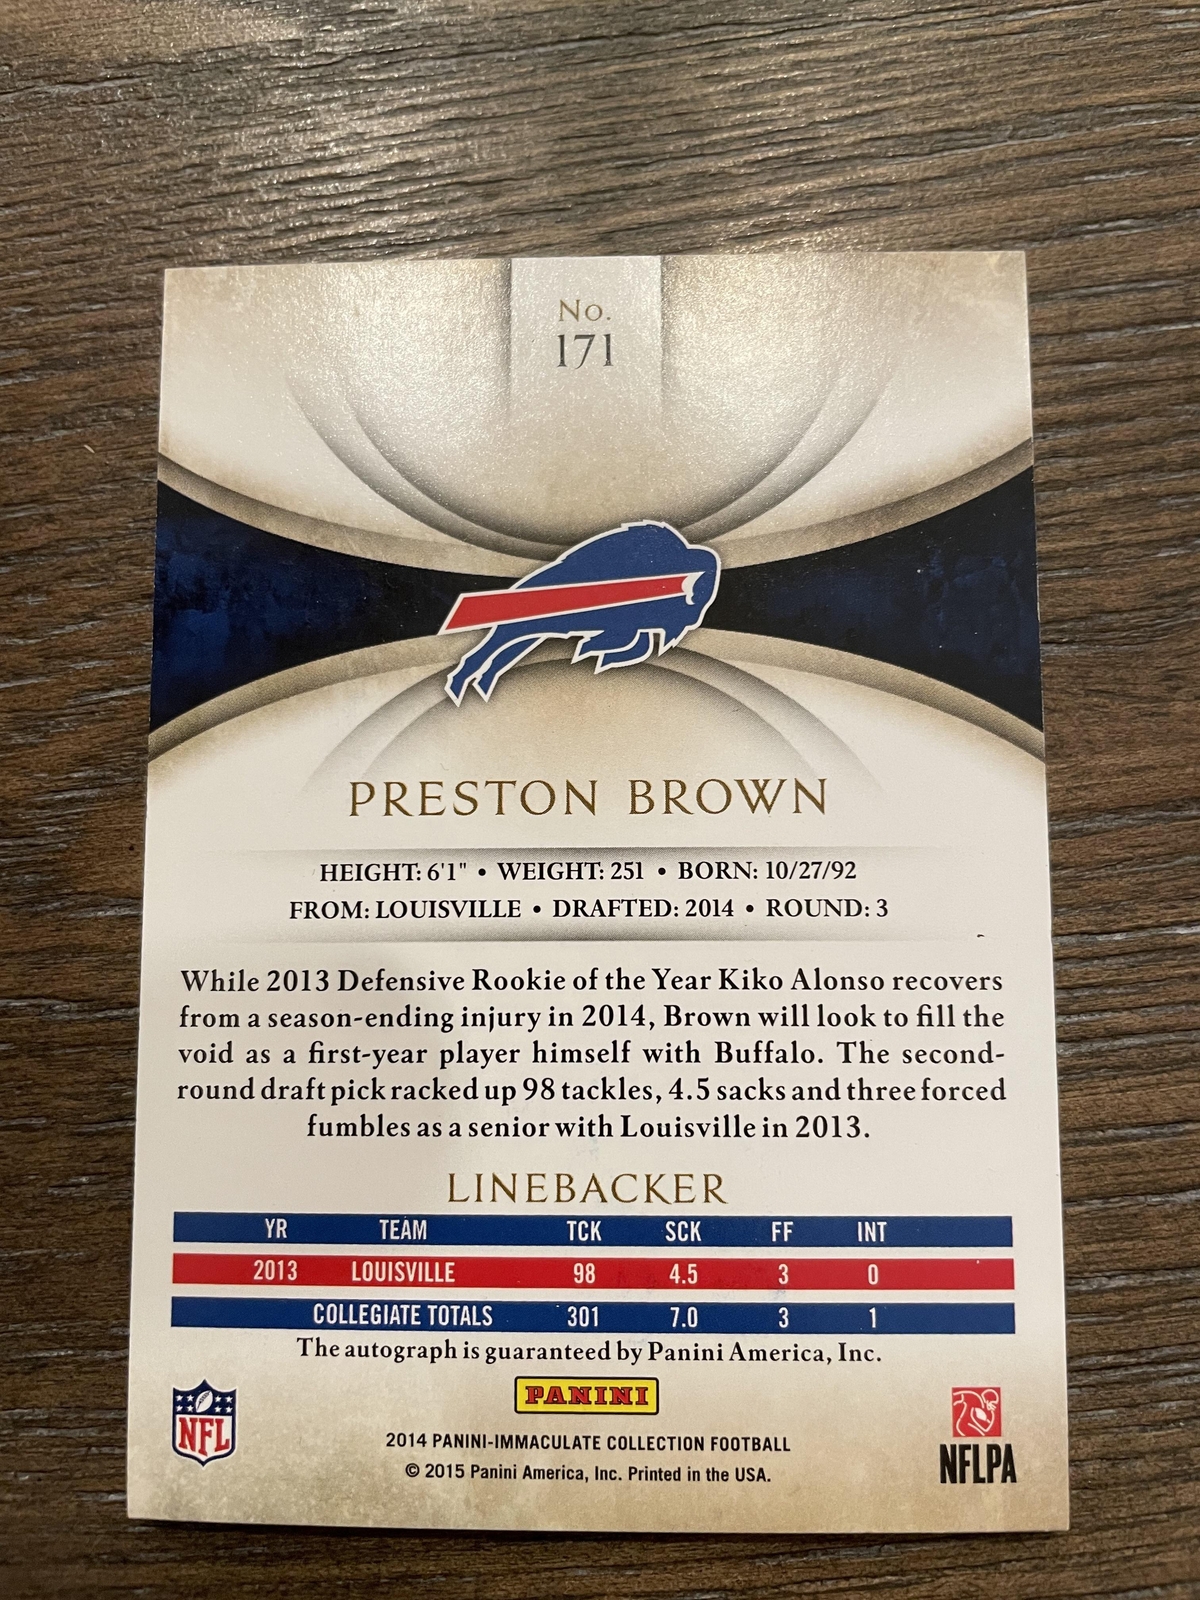 No.
171
PRESTON BROWN
HEIGHT: 6'1" • WEIGHT: 251 • BORN: 10/27/92
FROM: LOUISVILLE • DRAFTED: 2014 • ROUND: 3
While 2013 Defensive Rookie of the Year Kiko Alonso recovers
from a season-ending injury in 2014, Brown will look to fill the
void as a first-year player himself with Buffalo. The second-
round draft pick racked up 98 tackles, 4.5 sacks and three forced
fumbles as a senior with Louisville in 2013.
LINEBACKER
YR TEAM TCK SCK FF INT
2013 LOUISVILLE 98 4.5 3 0
COLLEGIATE TOTALS 301 7.0 3 1
The autograph is guaranteed by Panini America, Inc.
PANINI
NFL
2014 PANINI-IMMACULATE COLLECTION FOOTBALL
© 2015 Panini America, Inc. Printed in the USA.
NFLPA